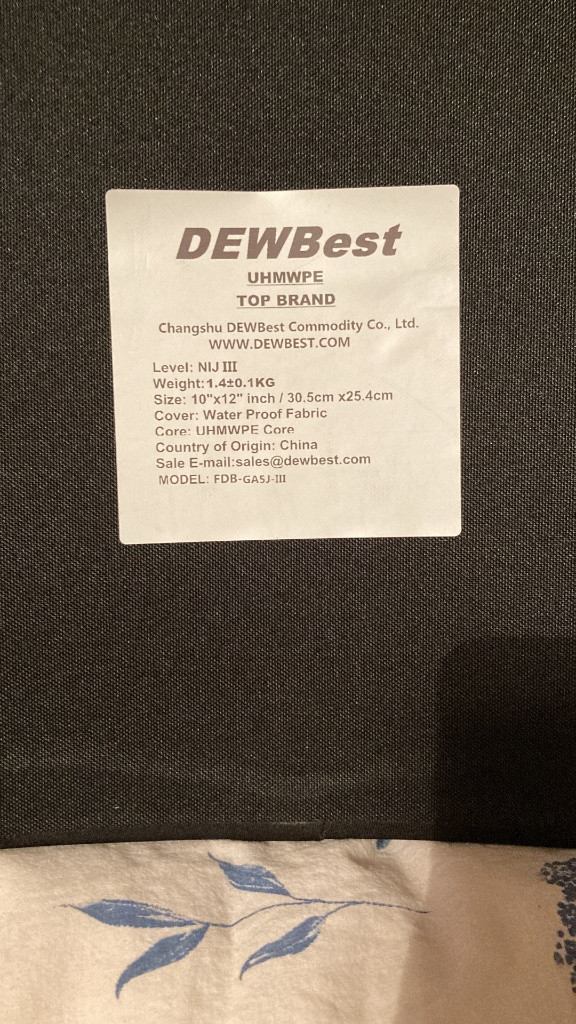 DEWBest
UHMWPE
TOP BRAND
Changshu DEWBest Commodity Co., Ltd.
WWW.DEWBEST.COM
Level: NIJ III
Weight:1.4±0.1KG
Size: 10"x12" inch / 30.5cm x25.4cm
Cover: Water Proof Fabric
Core: UHMWPE Core
Country of Origin: China
Sale E-mail:sales@dewbest.com
MODEL: FDB-GA5J-III